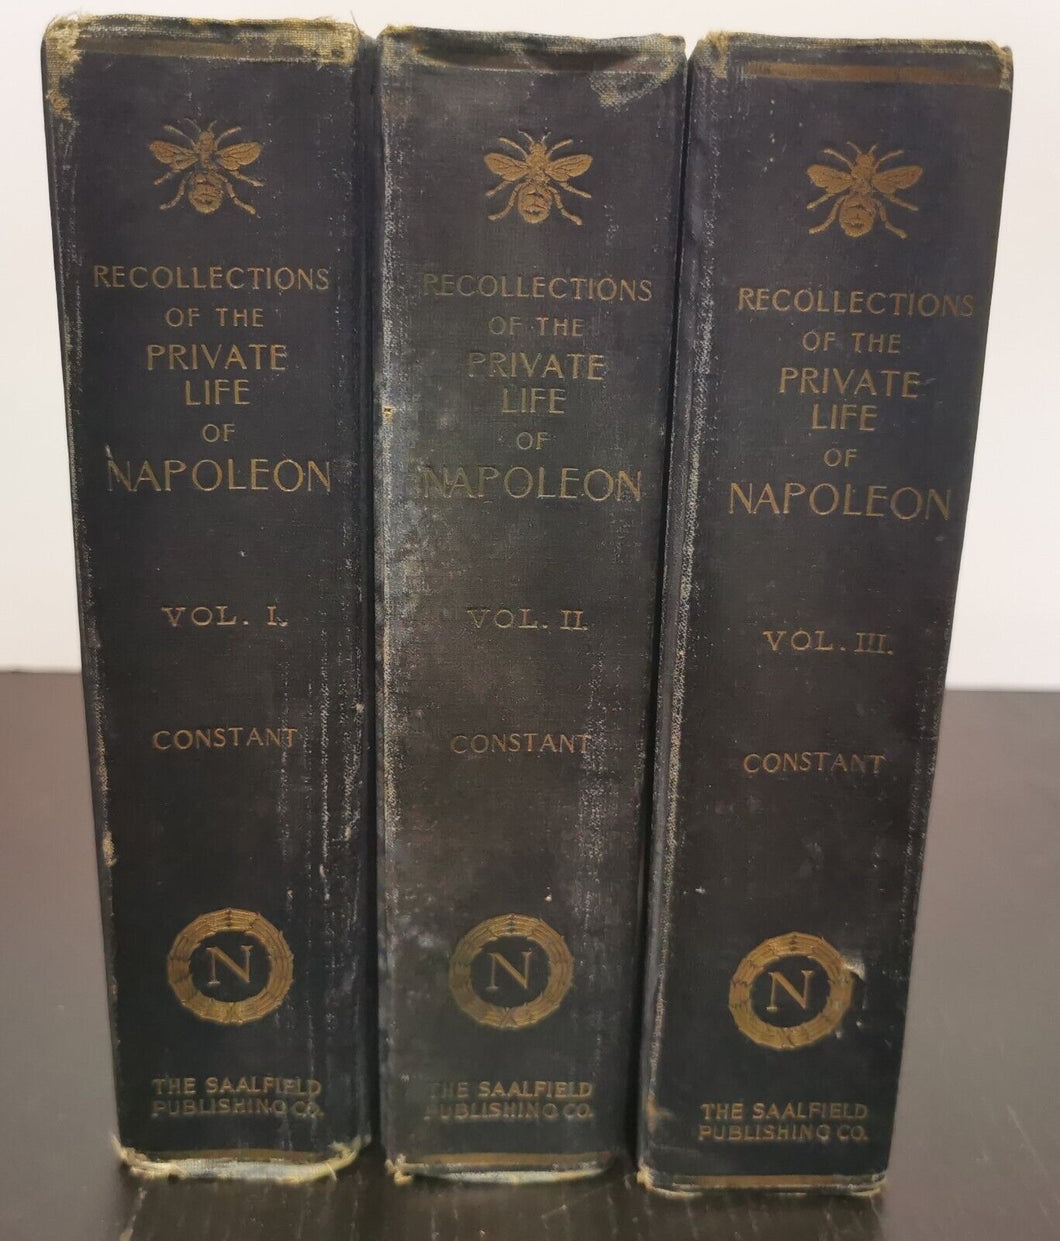 RECOLLECTIONS
OF THE
PRIVATE
LIFE
OF
NAPOLEON
VOL. I.
CONSTANT
N
THE SAALFIELD
PUBLISHING CO.
RECOLLECTIONS
OF THE
PRIVATE
LIFE
OF
NAPOLEON
VOL. II.
CONSTANT
N
THE SAALFIELD
PUBLISHING CO.
RECOLLECTIONS
OF THE
PRIVATE
LIFE
OF
NAPOLEON
VOL. III.
CONSTANT
N
THE SAALFIELD
PUBLISHING CO.